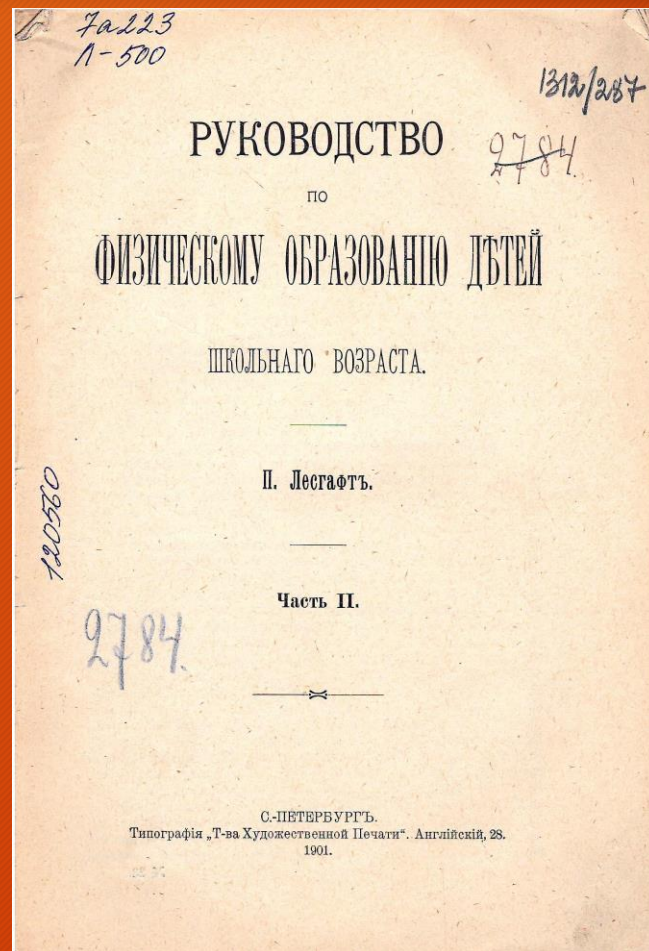 7а223
Л-500
1312/287
2784.
РУКОВОДСТВО
ПО
ФИЗИЧЕСКОМУ ОБРАЗОВАНІЮ ДѢТЕЙ
ШКОЛЬНАГО ВОЗРАСТА.
П. Лесгафтъ.
120560
Часть II.
2784.
С.-ПЕТЕРБУРГЪ.
Типографія „Т-ва Художественной Печати“. Англійскій, 28.
1901.